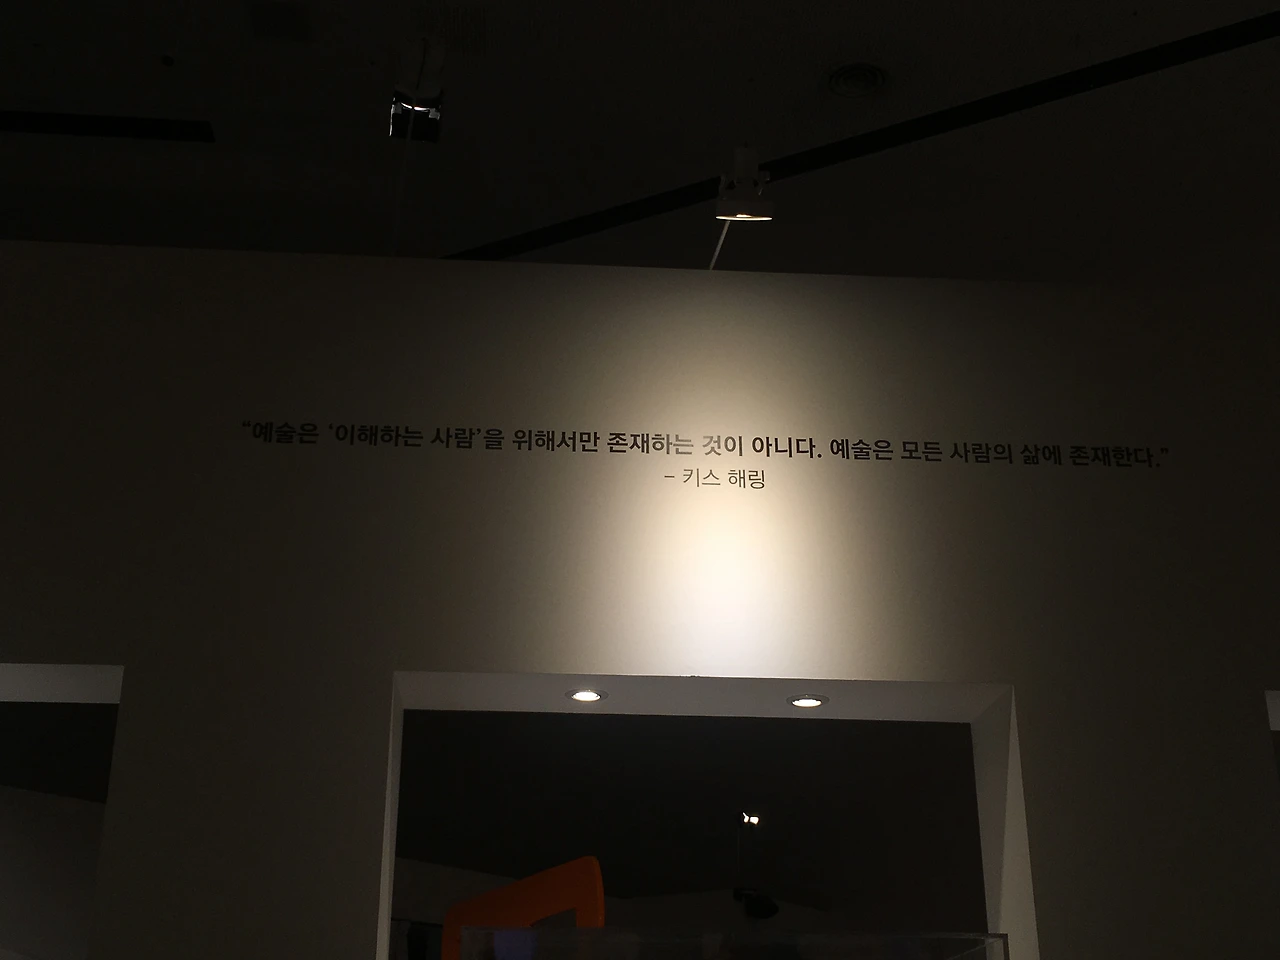 “예술은 ‘이해하는 사람’을 위해서만 존재하는 것이 아니다. 예술은 모든 사람의 삶에 존재한다.”
– 키스 해링